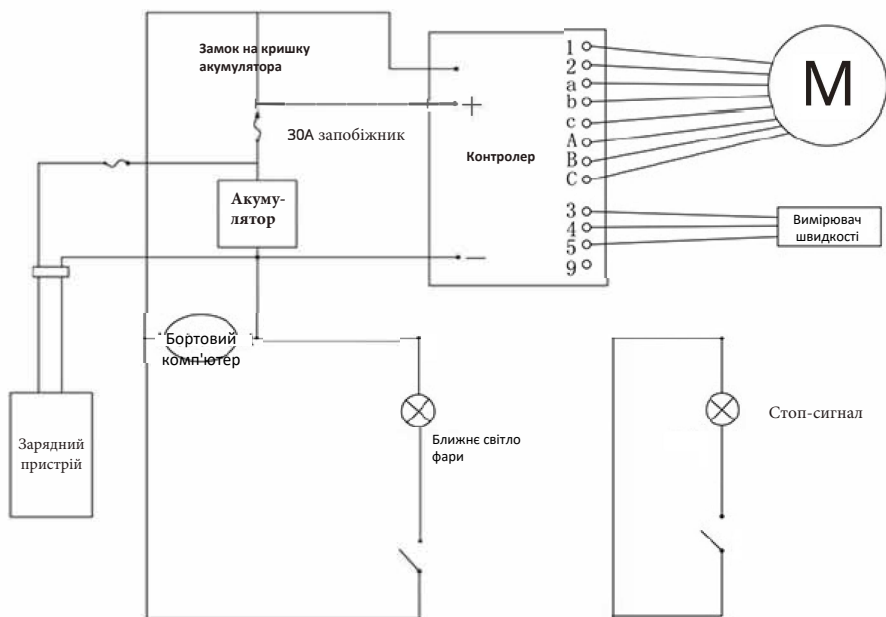 Замок на кришку
акумулятора
30А запобіжник
Акуму-
лятор
Контролер
+
—
1
2
a
b
c
A
B
C
3
4
5
9
M
Вимірювач
швидкості
Бортовий
комп'ютер
Зарядний
пристрій
Ближнє світло
фари
Стоп-сигнал